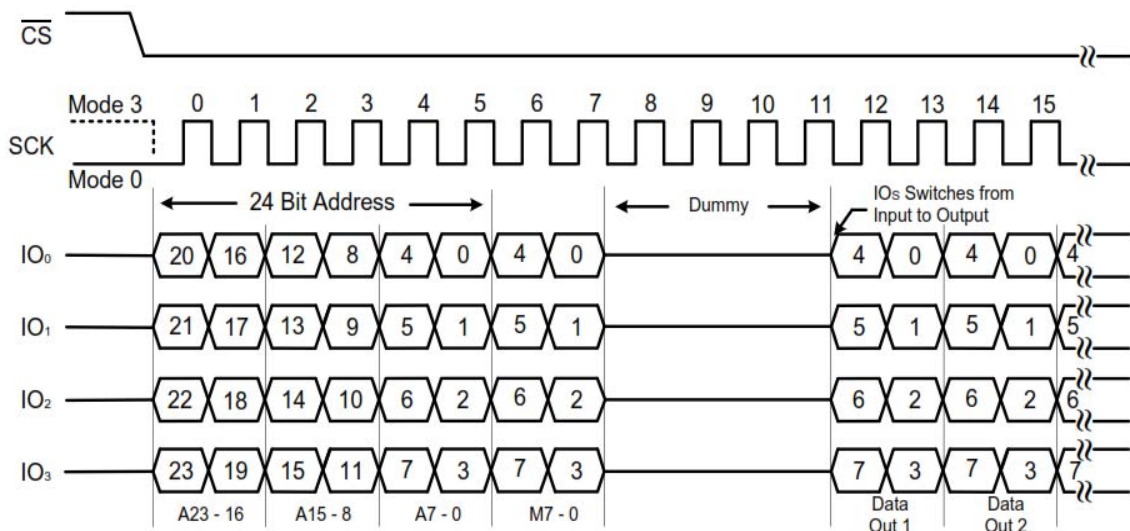 CS
Mode 3 0 1 2 3 4 5 6 7 8 9 10 11 12 13 14 15
SCK
Mode 0
24 Bit Address Dummy IOs Switches from
Input to Output
IO₀ 20 16 12 8 4 0 4 0 4 0 4 0 4
IO₁ 21 17 13 9 5 1 5 1 5 1 5 1 5
IO₂ 22 18 14 10 6 2 6 2 6 2 6 2 6
IO₃ 23 19 15 11 7 3 7 3 7 3 7 3 7
A23 - 16 A15 - 8 A7 - 0 M7 - 0 Data Data
Out 1 Out 2